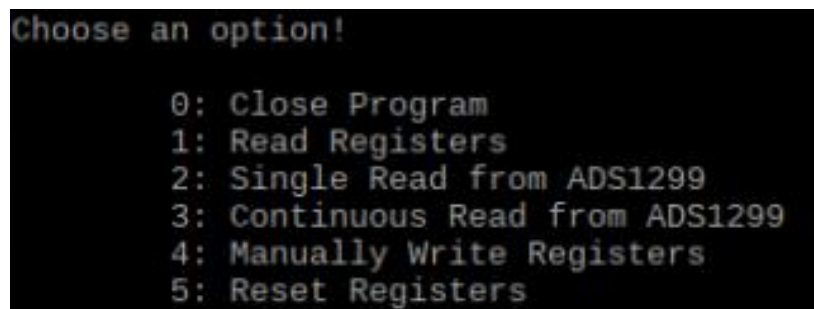 Choose an option!
0: Close Program
1: Read Registers
2: Single Read from ADS1299
3: Continuous Read from ADS1299
4: Manually Write Registers
5: Reset Registers